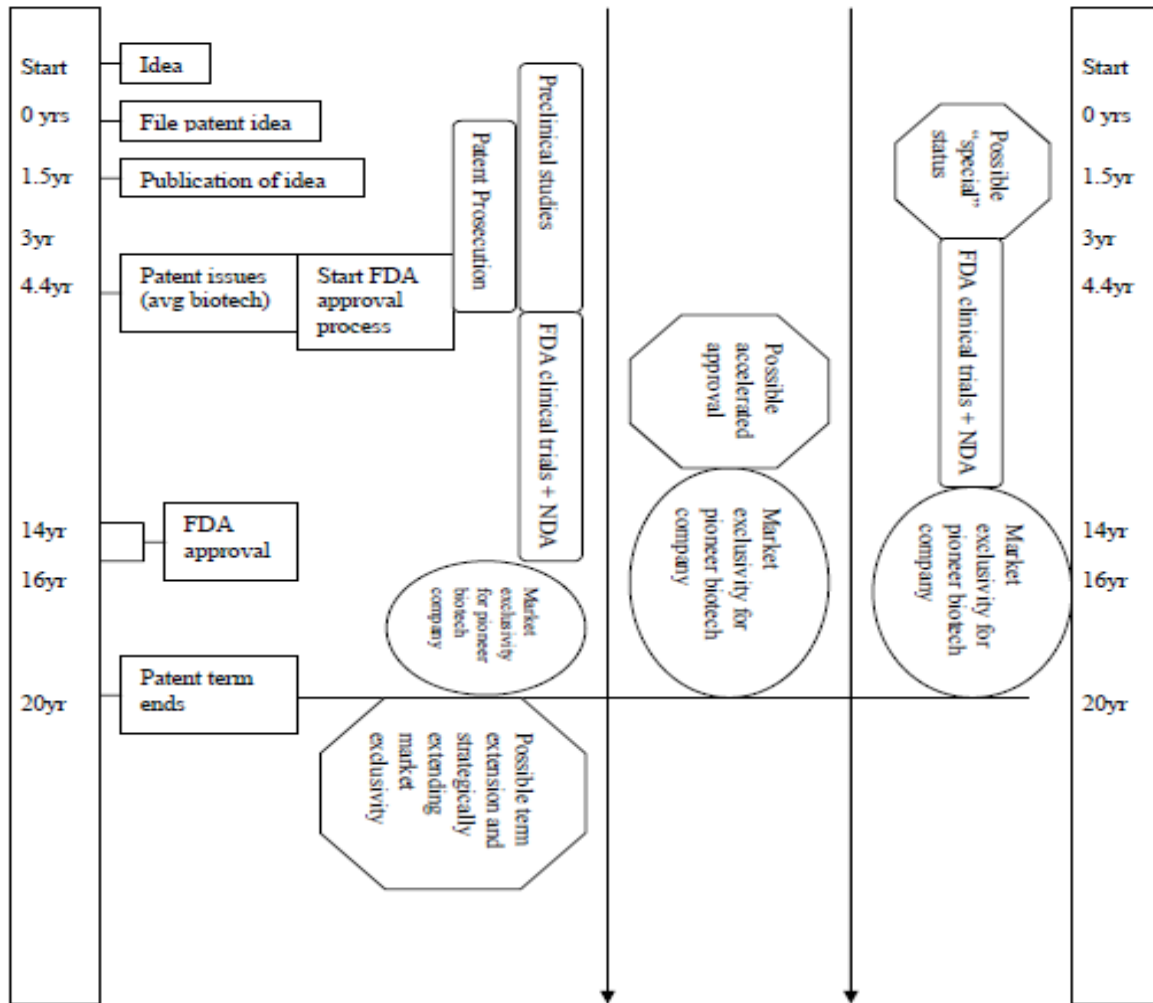 Start
0 yrs
1.5yr
3yr
4.4yr
14yr
16yr
20yr
Idea
File patent idea
Publication of idea
Patent issues
(avg biotech)
Start FDA
approval
process
FDA
approval
Patent term
ends
Patent Prosecution
Preclinical studies
FDA clinical trials + NDA
Market
exclusivity
for pioneer
biotech
company
Possible term
extension and
strategically
extending
market
exclusivity
Possible
accelerated
approval
Market
exclusivity for
pioneer biotech
company
Possible
“special”
status
FDA clinical trials + NDA
Market
exclusivity for
pioneer biotech
company
Start
0 yrs
1.5yr
3yr
4.4yr
14yr
16yr
20yr